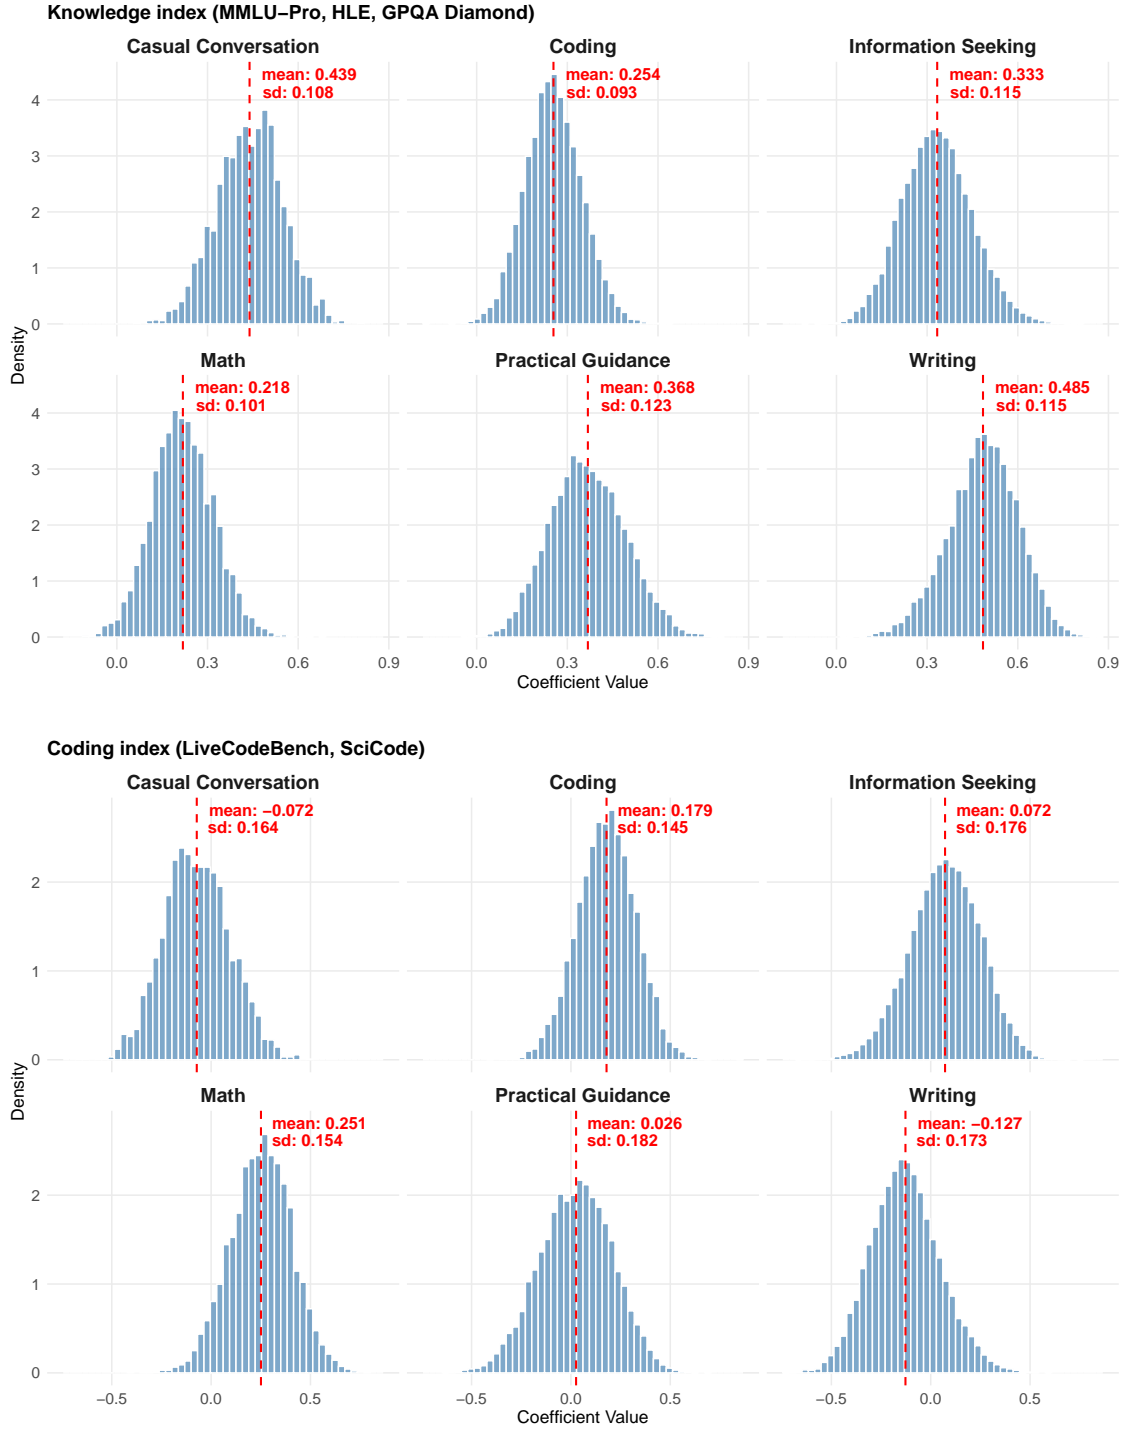 Knowledge index (MMLU−Pro, HLE, GPQA Diamond)
Casual Conversation
Coding
Information Seeking
mean: 0.439
sd: 0.108
mean: 0.254
sd: 0.093
mean: 0.333
sd: 0.115
4
3
2
1
0
Density
Math
Practical Guidance
Writing
mean: 0.218
sd: 0.101
mean: 0.368
sd: 0.123
mean: 0.485
sd: 0.115
4
3
2
1
0
0.0 0.3 0.6 0.9
0.0 0.3 0.6 0.9
0.0 0.3 0.6 0.9
Coefficient Value
Coding index (LiveCodeBench, SciCode)
Casual Conversation
Coding
Information Seeking
mean: −0.072
sd: 0.164
mean: 0.179
sd: 0.145
mean: 0.072
sd: 0.176
2
1
0
Density
Math
Practical Guidance
Writing
mean: 0.251
sd: 0.154
mean: 0.026
sd: 0.182
mean: −0.127
sd: 0.173
2
1
0
−0.5 0.0 0.5
−0.5 0.0 0.5
−0.5 0.0 0.5
Coefficient Value